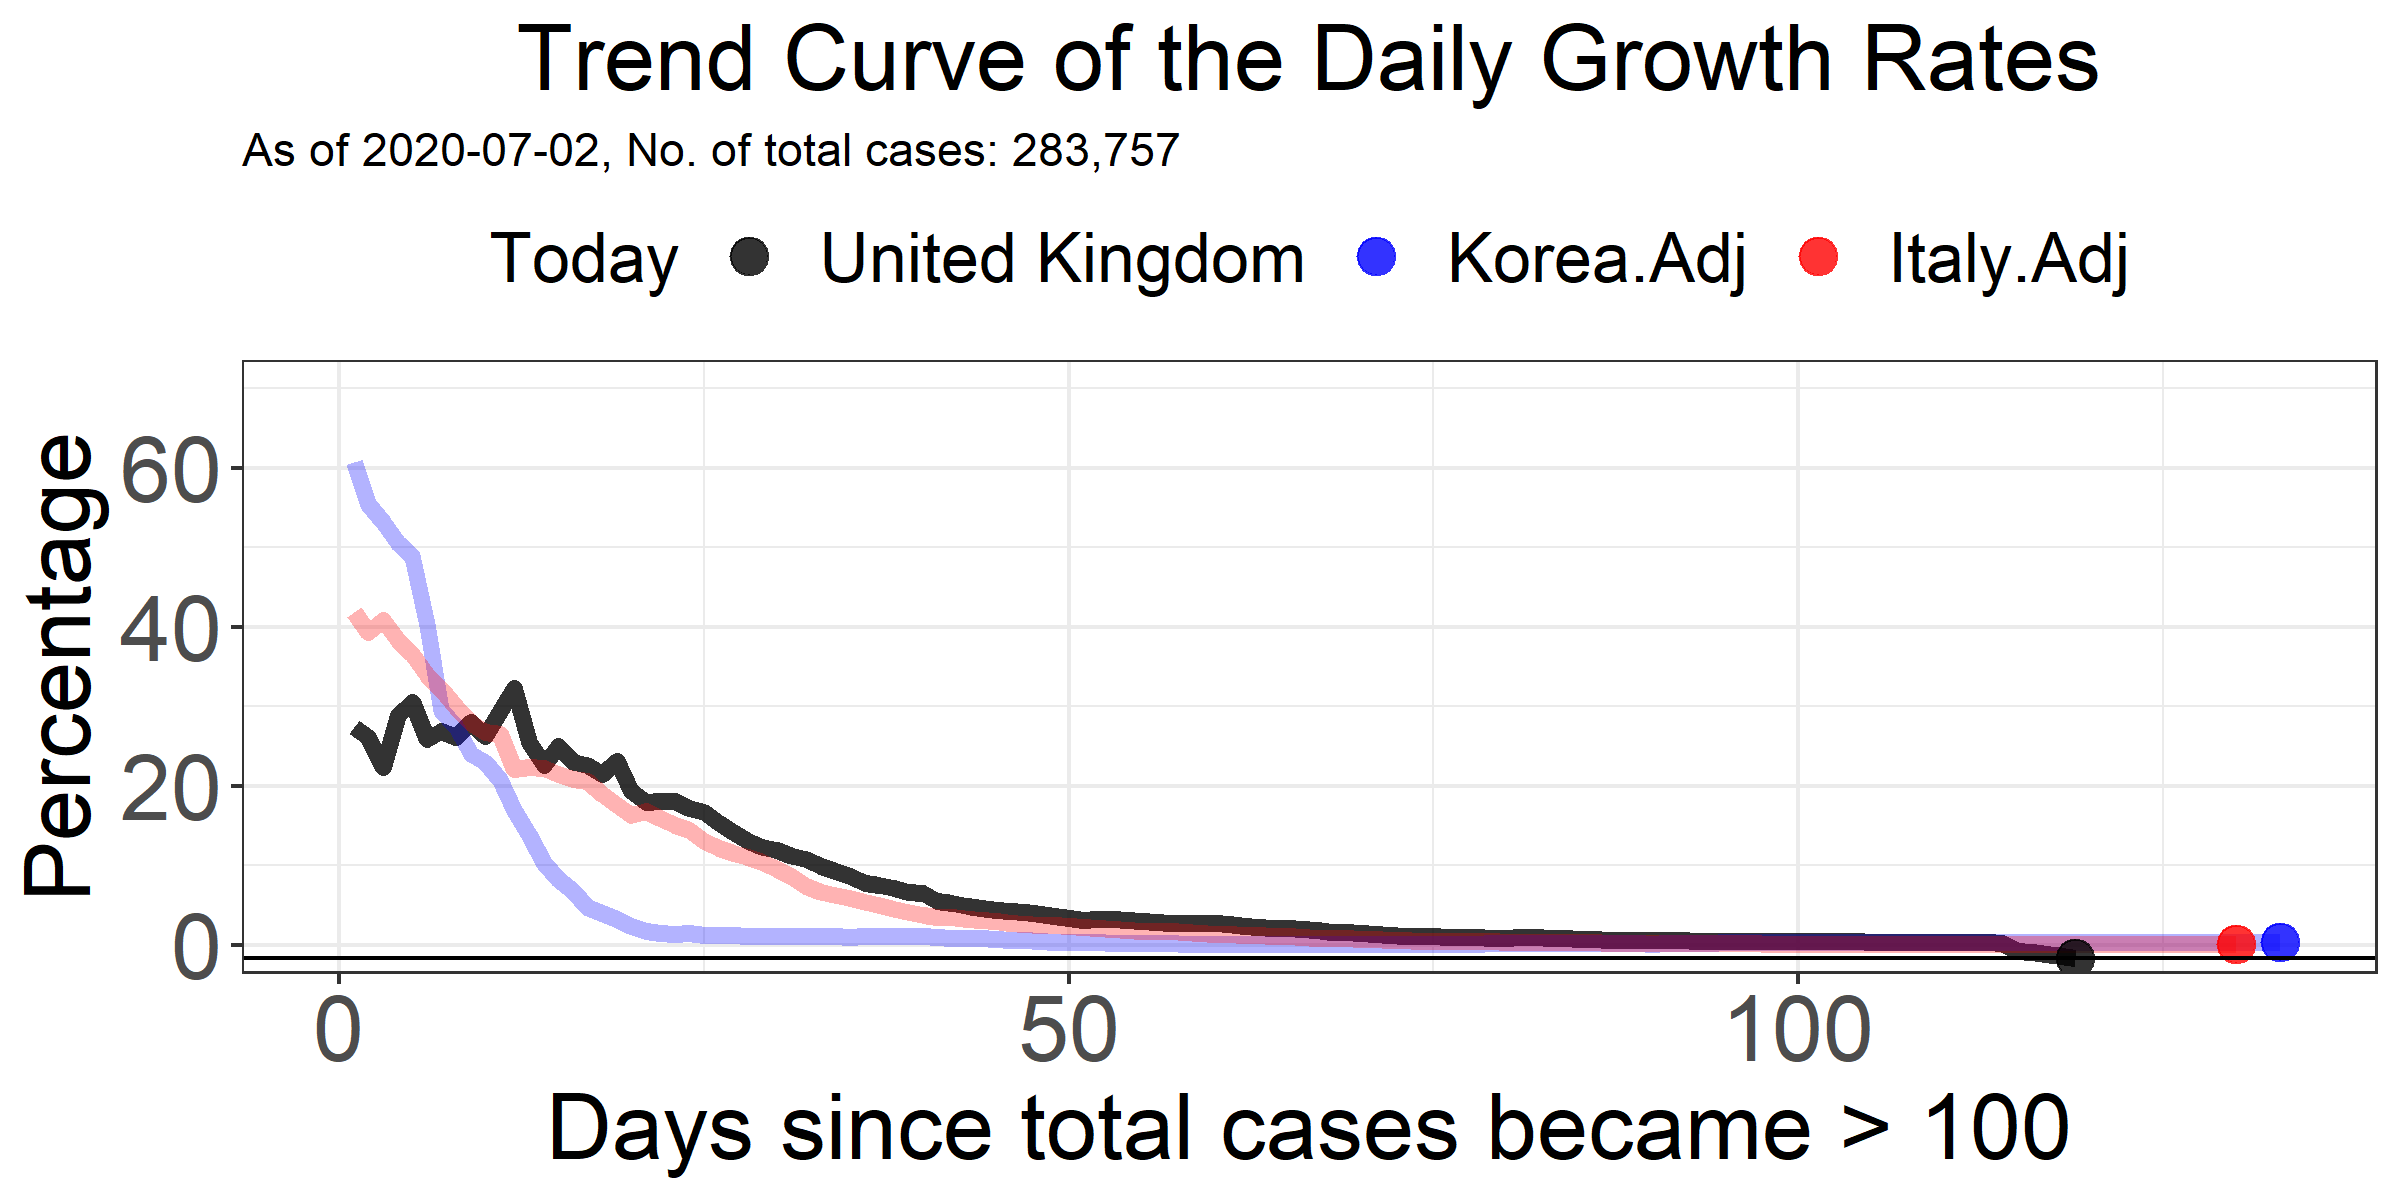 Trend Curve of the Daily Growth Rates
As of 2020-07-02, No. of total cases: 283,757
Today United Kingdom Korea.Adj Italy.Adj
Percentage
60
40
20
0
0 50 100
Days since total cases became > 100